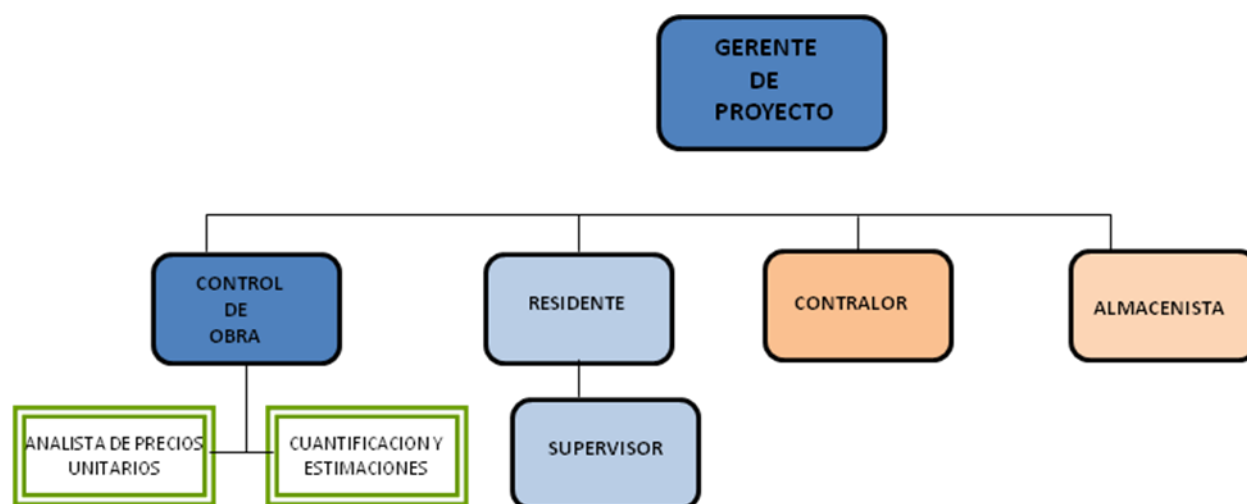 GERENTE
DE
PROYECTO
CONTROL
DE
OBRA
RESIDENTE
CONTRALOR
ALMACENISTA
ANALISTA DE PRECIOS
UNITARIOS
CUANTIFICACION Y
ESTIMACIONES
SUPERVISOR